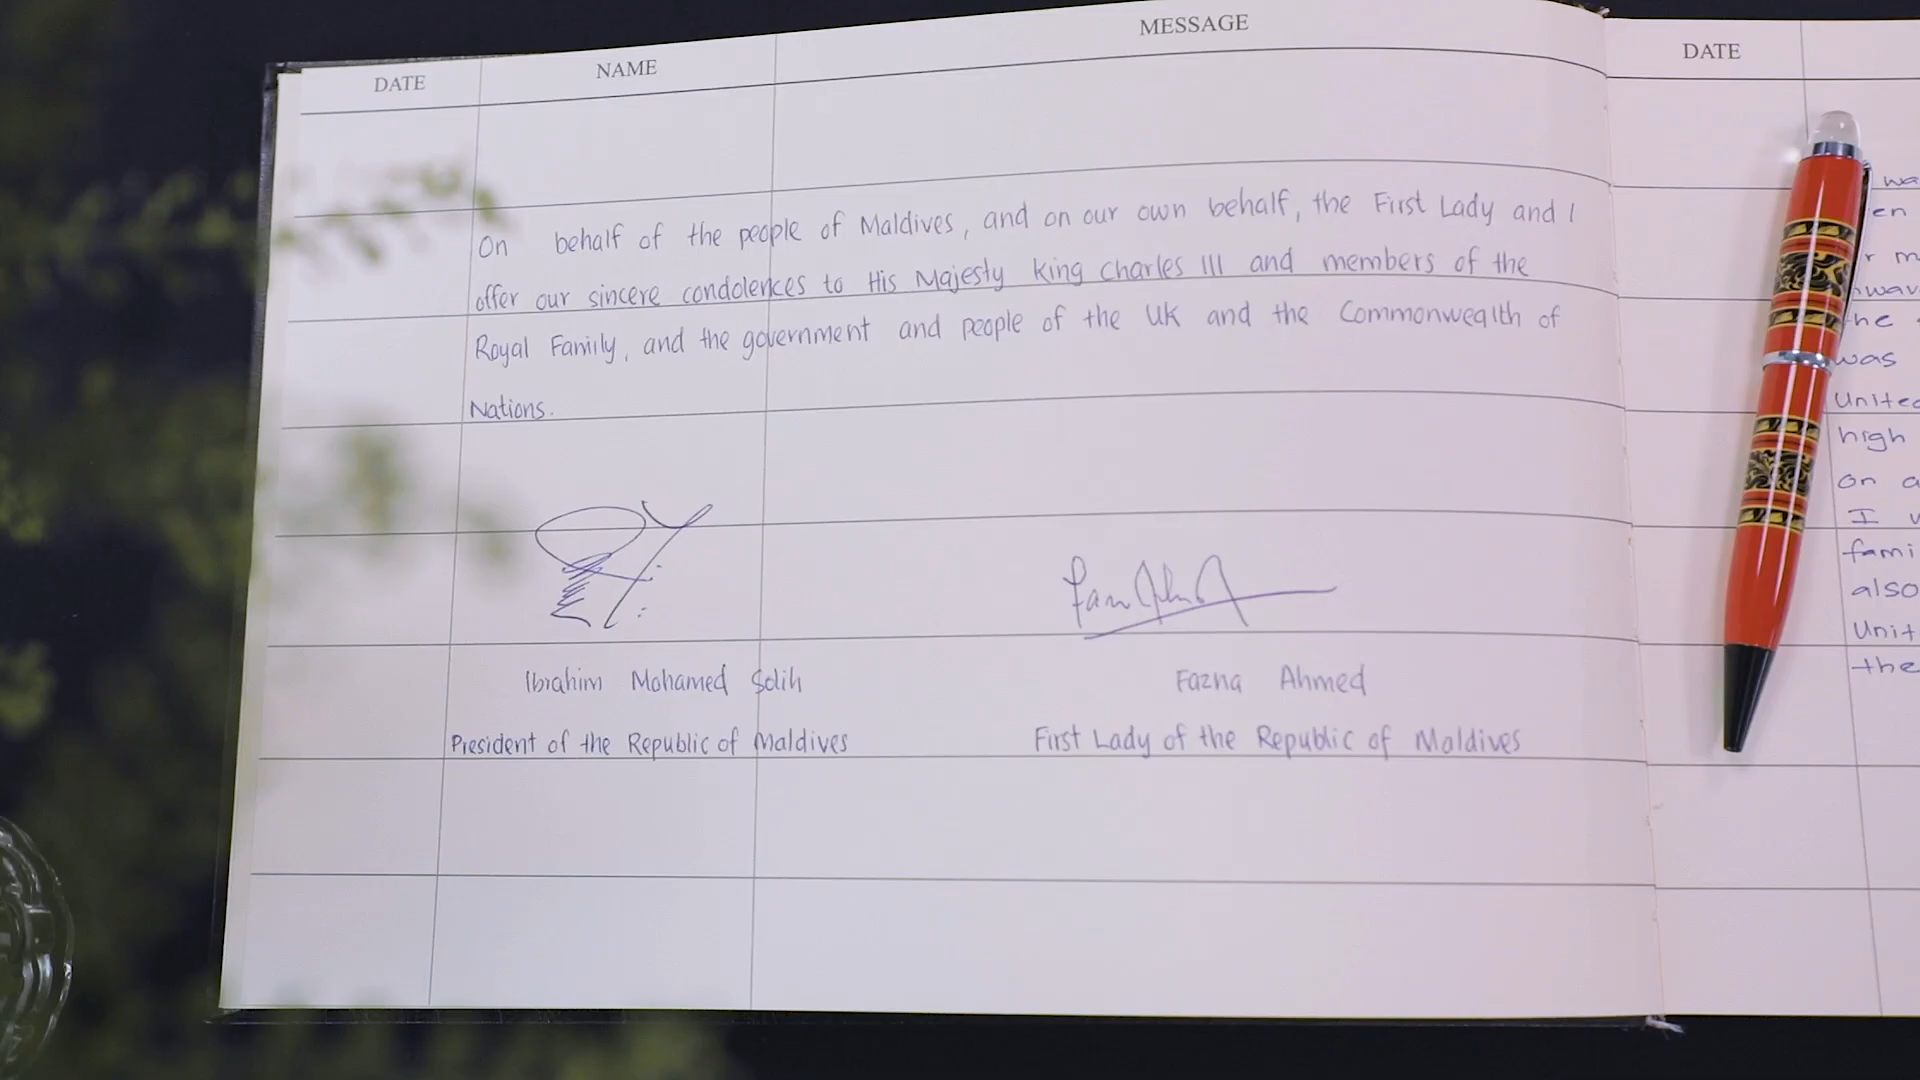 DATE NAME MESSAGE
On behalf of the people of Maldives, and on our own behalf, the First Lady and I
offer our sincere condolences to His Majesty King Charles III and members of the
Royal Family, and the government and people of the UK and the Commonwealth of
Nations.
Ibrahim Mohamed Solih
President of the Republic of Maldives
Fazna Ahmed
First Lady of the Republic of Maldives
DATE
was
United
high
on
I
also
the